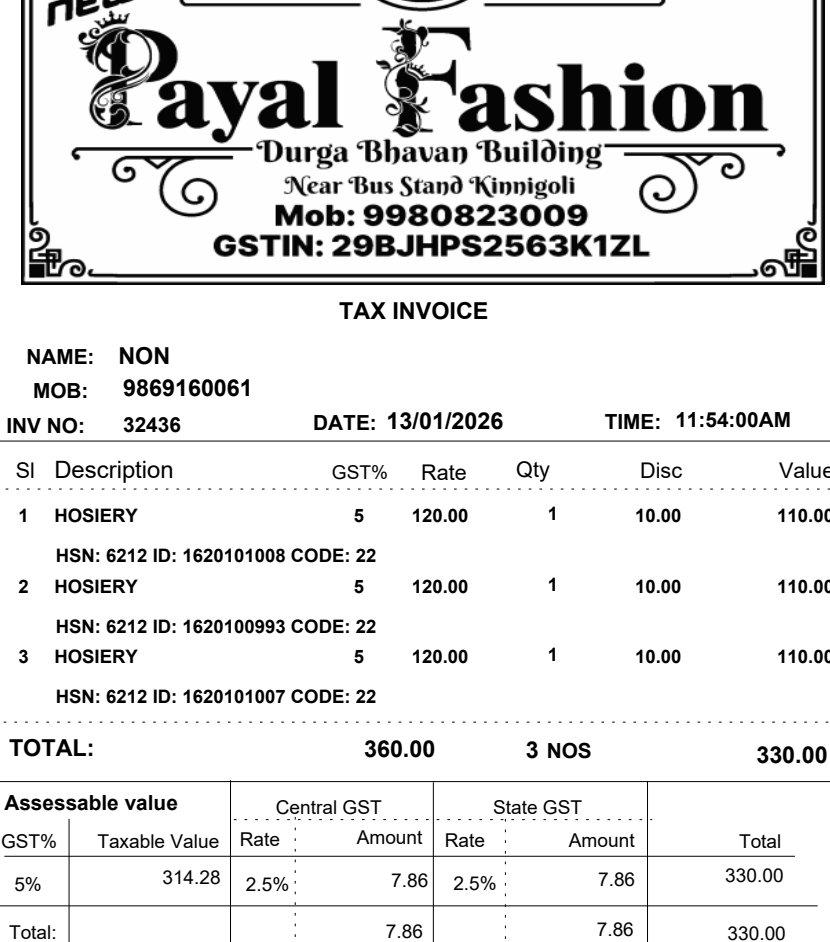 new
Payal Fashion
Durga Bhavan Building
Near Bus Stand Kinnigoli
Mob: 9980823009
GSTIN: 29BJHPS2563K1ZL
TAX INVOICE
NAME: NON
MOB: 9869160061
INV NO: 32436 DATE: 13/01/2026 TIME: 11:54:00AM
Sl Description GST% Rate Qty Disc Value
1 HOSIERY 5 120.00 1 10.00 110.00
HSN: 6212 ID: 1620101008 CODE: 22
2 HOSIERY 5 120.00 1 10.00 110.00
HSN: 6212 ID: 1620100993 CODE: 22
3 HOSIERY 5 120.00 1 10.00 110.00
HSN: 6212 ID: 1620101007 CODE: 22
TOTAL: 360.00 3 NOS 330.00
Assessable value Central GST State GST
GST% Taxable Value Rate Amount Rate Amount Total
5% 314.28 2.5% 7.86 2.5% 7.86 330.00
Total: 7.86 7.86 330.00